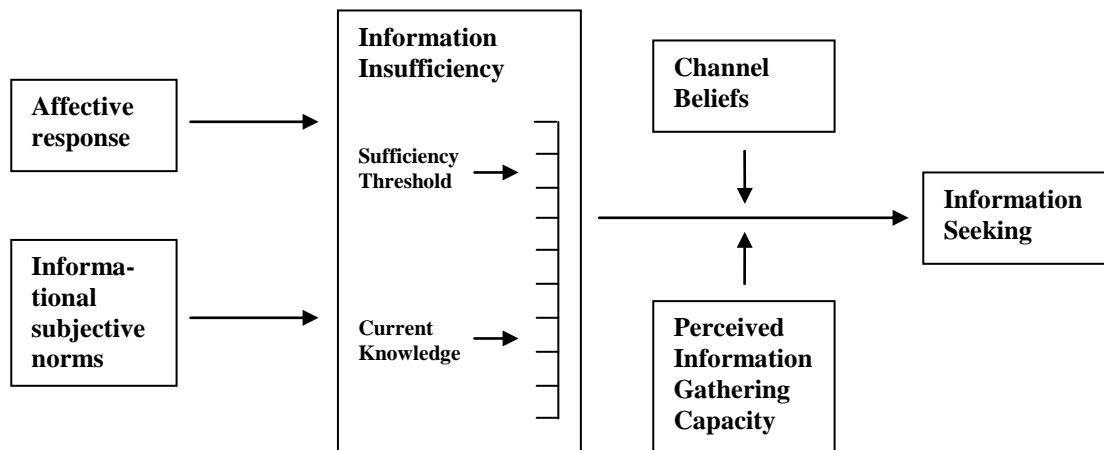 Affective
response
Informa-
tional
subjective
norms
Information
Insufficiency
Sufficiency
Threshold
Current
Knowledge
Channel
Beliefs
Perceived
Information
Gathering
Capacity
Information
Seeking